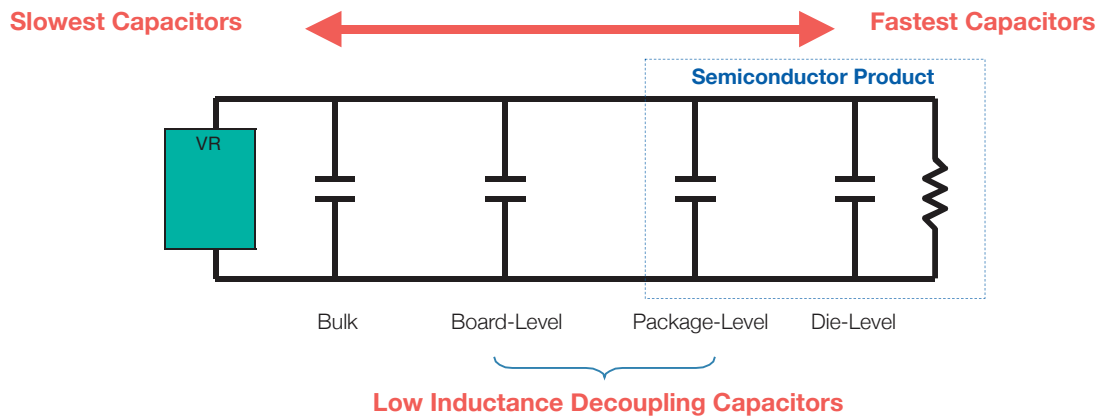 Slowest Capacitors
Fastest Capacitors
Semiconductor Product
VR
Bulk
Board-Level
Package-Level
Die-Level
Low Inductance Decoupling Capacitors